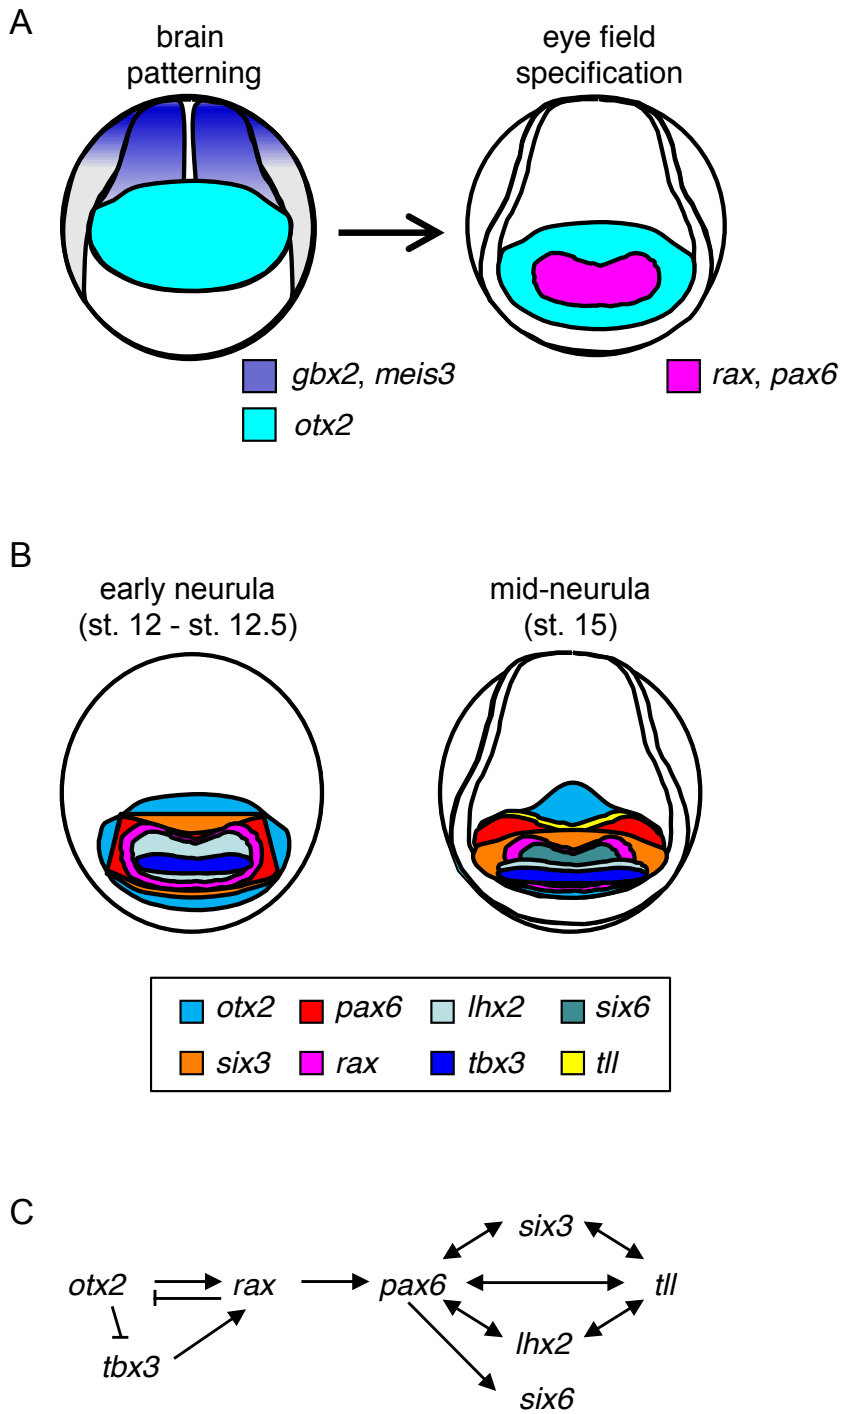 A
brain
patterning
eye field
specification
gbx2, meis3
otx2
rax, pax6
B
early neurula
(st. 12 - st. 12.5)
mid-neurula
(st. 15)
otx2 pax6 lhx2 six6
six3 rax tbx3 tll
C
six3
otx2 rax pax6 tll
tbx3
lhx2
six6